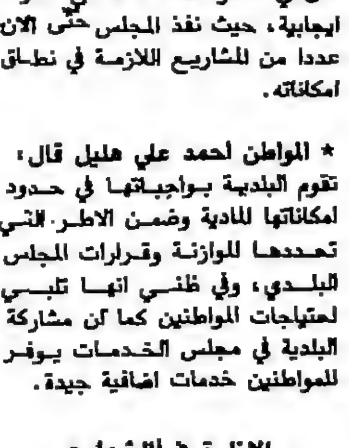 ايجابية، حيث نفذ المجلس حتى الان
عددا من المشاريع اللازمة في نطاق
امكاناته.
* المواطن احمد علي هليل قال:
تقوم البلدية بواجباتها في حدود
امكاناتها المادية وضمن الاطر التي
تحددها الموازنة وقرارات المجلس
البلدي، وفي ظني انها تلبي
احتياجات المواطنين كما أن مشاركة
البلدية في مجلس الخدمات يوفر
للمواطنين خدمات اضافية جيدة.